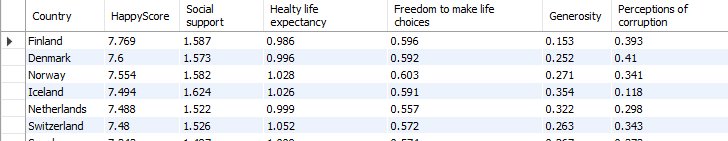 Country HappyScore Social support Healty life expectancy Freedom to make life choices Generosity Perceptions of corruption
Finland 7.769 1.587 0.986 0.596 0.153 0.393
Denmark 7.6 1.573 0.996 0.592 0.252 0.41
Norway 7.554 1.582 1.028 0.603 0.271 0.341
Iceland 7.494 1.624 1.026 0.591 0.354 0.118
Netherlands 7.488 1.522 0.999 0.557 0.322 0.298
Switzerland 7.48 1.526 1.052 0.572 0.263 0.343